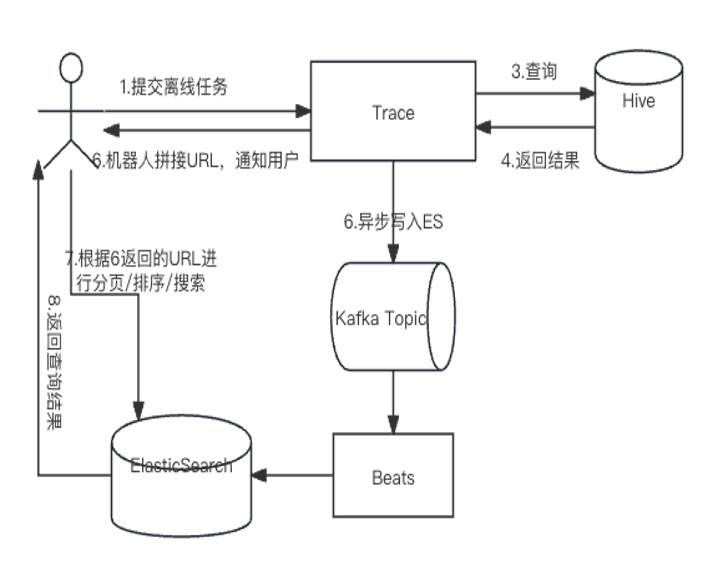 1.提交离线任务
Trace
3.查询
Hive
6.机器人拼接URL，通知用户
4.返回结果
6.异步写入ES
7.根据6返回的URL进
行分页/排序/搜索
Kafka Topic
8.返回查询结果
ElasticSearch
Beats